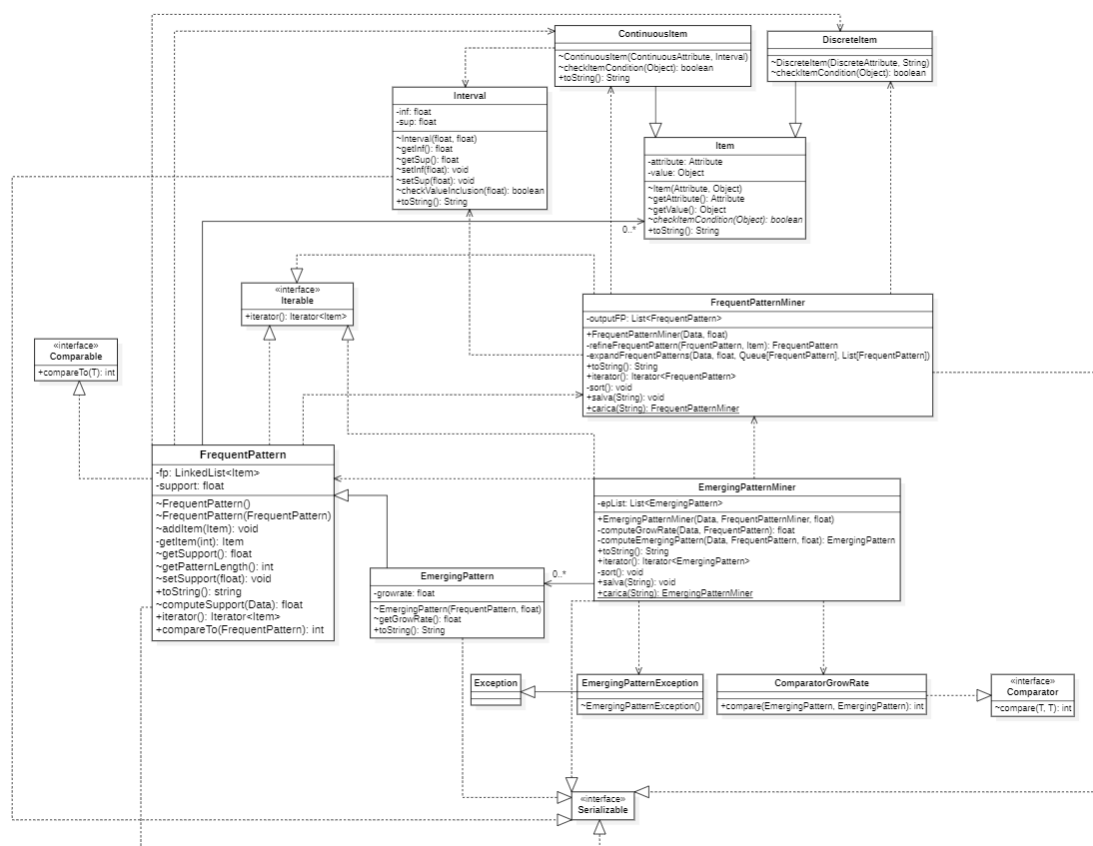 ContinuousItem
~ContinuousItem(ContinuousAttribute, Interval)
~checkItemCondition(Object): boolean
+toString(): String
DiscreteItem
~DiscreteItem(DiscreteAttribute, String)
~checkItemCondition(Object): boolean
Interval
-inf: float
-sup: float
~Interval(float, float)
~getInf(): float
~getSup(): float
~setInf(float): void
~setSup(float): void
~checkValueInclusion(float): boolean
+toString(): String
Item
-attribute: Attribute
-value: Object
~Item(Attribute, Object)
~getAttribute(): Attribute
~getValue(): Object
~checkItemCondition(Object): boolean
+toString(): String
0..*
«interface»
Iterable
+iterator(): Iterator<Item>
FrequentPatternMiner
-outputFP: List<FrequentPattern>
+FrequentPatternMiner(Data, float)
-refineFrequentPattern(FrquentPattern, Item): FrequentPattern
-expandFrequentPatterns(Data, float, Queue[FrequentPattern], List[FrequentPattern])
+toString(): String
+iterator(): Iterator<FrequentPattern>
-sort(): void
+salva(String): void
+carica(String): FrequentPatternMiner
«interface»
Comparable
+compareTo(T): int
FrequentPattern
-fp: LinkedList<Item>
-support: float
~FrequentPattern()
~FrequentPattern(FrequentPattern)
~addItem(Item): void
-getItem(int): Item
~getSupport(): float
~getPatternLength(): int
~setSupport(float): void
+toString(): string
~computeSupport(Data): float
+iterator(): Iterator<Item>
+compareTo(FrequentPattern): int
EmergingPatternMiner
-epList: List<EmergingPattern>
+EmergingPatternMiner(Data, FrequentPatternMiner, float)
-computeGrowRate(Data, FrequentPattern): float
-computeEmergingPattern(Data, FrequentPattern, float): EmergingPattern
+toString(): String
+iterator(): Iterator<EmergingPattern>
-sort(): void
+salva(String): void
+carica(String): EmergingPatternMiner
0..*
EmergingPattern
-growrate: float
~EmergingPattern(FrequentPattern, float)
~getGrowRate(): float
+toString(): String
Exception
EmergingPatternException
~EmergingPatternException()
ComparatorGrowRate
+compare(EmergingPattern, EmergingPattern): int
«interface»
Comparator
~compare(T, T): int
«interface»
Serializable